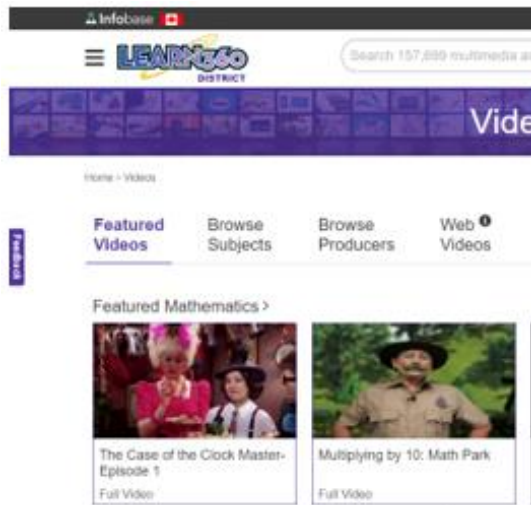 Infobase
LEARN360
DISTRICT
Search 157,699 multimedia
Vide
Home > Videos
Featured Videos
Browse Subjects
Browse Producers
Web Videos
Feedback
Featured Mathematics >
The Case of the Clock Master-
Episode 1
Full Video
Multiplying by 10: Math Park
Full Video